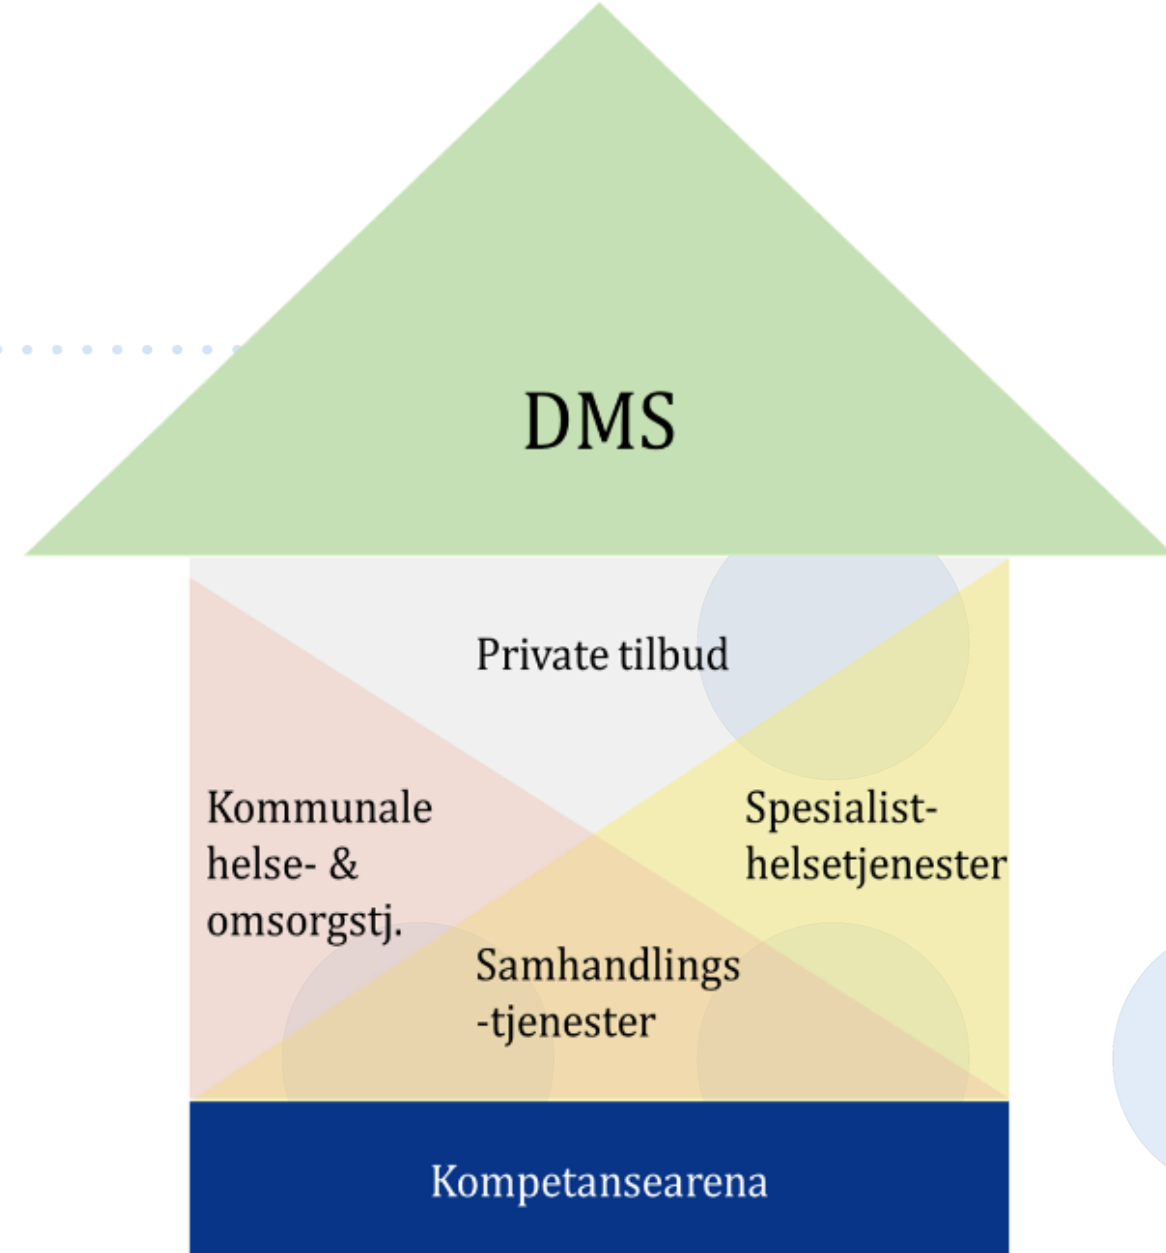 DMS
Private tilbud
Kommunale
helse- &
omsorgstj.
Spesialist-
helsetjenester
Samhandlings
-tjenester
Kompetansearena